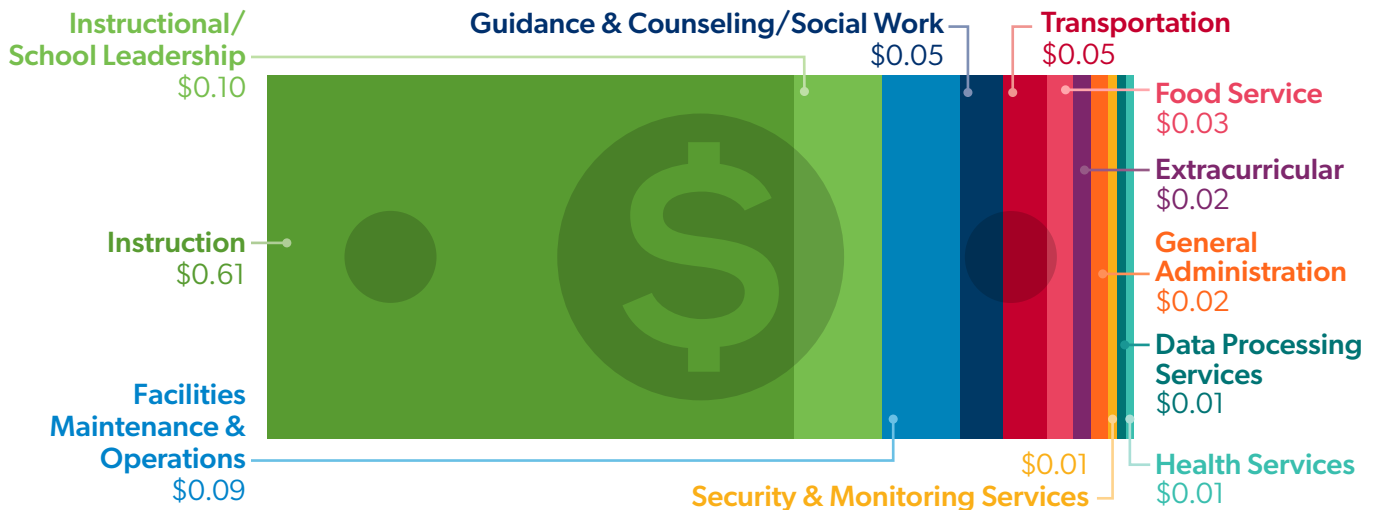 Instructional/
School Leadership
$0.10
Guidance & Counseling/Social Work
$0.05
Transportation
$0.05
Food Service
$0.03
Extracurricular
$0.02
Instruction
$0.61
$
General
Administration
$0.02
Data Processing
Services
$0.01
Facilities
Maintenance &
Operations
$0.09
$0.01
Security & Monitoring Services
Health Services
$0.01